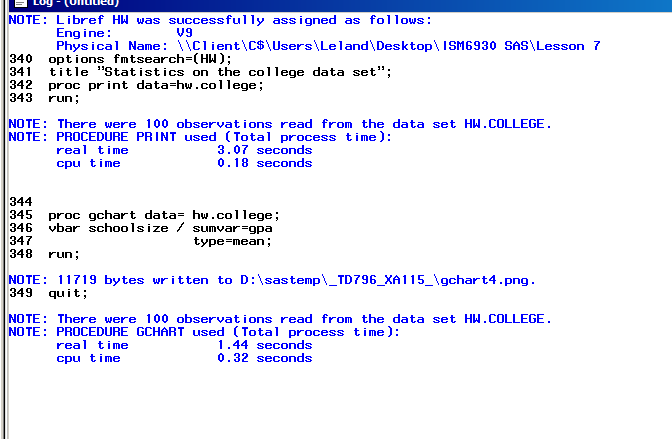 Log - (Untitled)
NOTE: Libref HW was successfully assigned as follows:
      Engine:        V9
      Physical Name: \\Client\C$\Users\Leland\Desktop\ISM6930 SAS\Lesson 7
340  options fmtsearch=(HW);
341  title "Statistics on the college data set";
342  proc print data=hw.college;
343  run;

NOTE: There were 100 observations read from the data set HW.COLLEGE.
NOTE: PROCEDURE PRINT used (Total process time):
      real time           3.07 seconds
      cpu time            0.18 seconds

344
345  proc gchart data= hw.college;
346  vbar schoolsize / sumvar=gpa
347                    type=mean;
348  run;

NOTE: 11719 bytes written to D:\sastemp\_TD796_XA115_\gchart4.png.
349  quit;

NOTE: There were 100 observations read from the data set HW.COLLEGE.
NOTE: PROCEDURE GCHART used (Total process time):
      real time           1.44 seconds
      cpu time            0.32 seconds